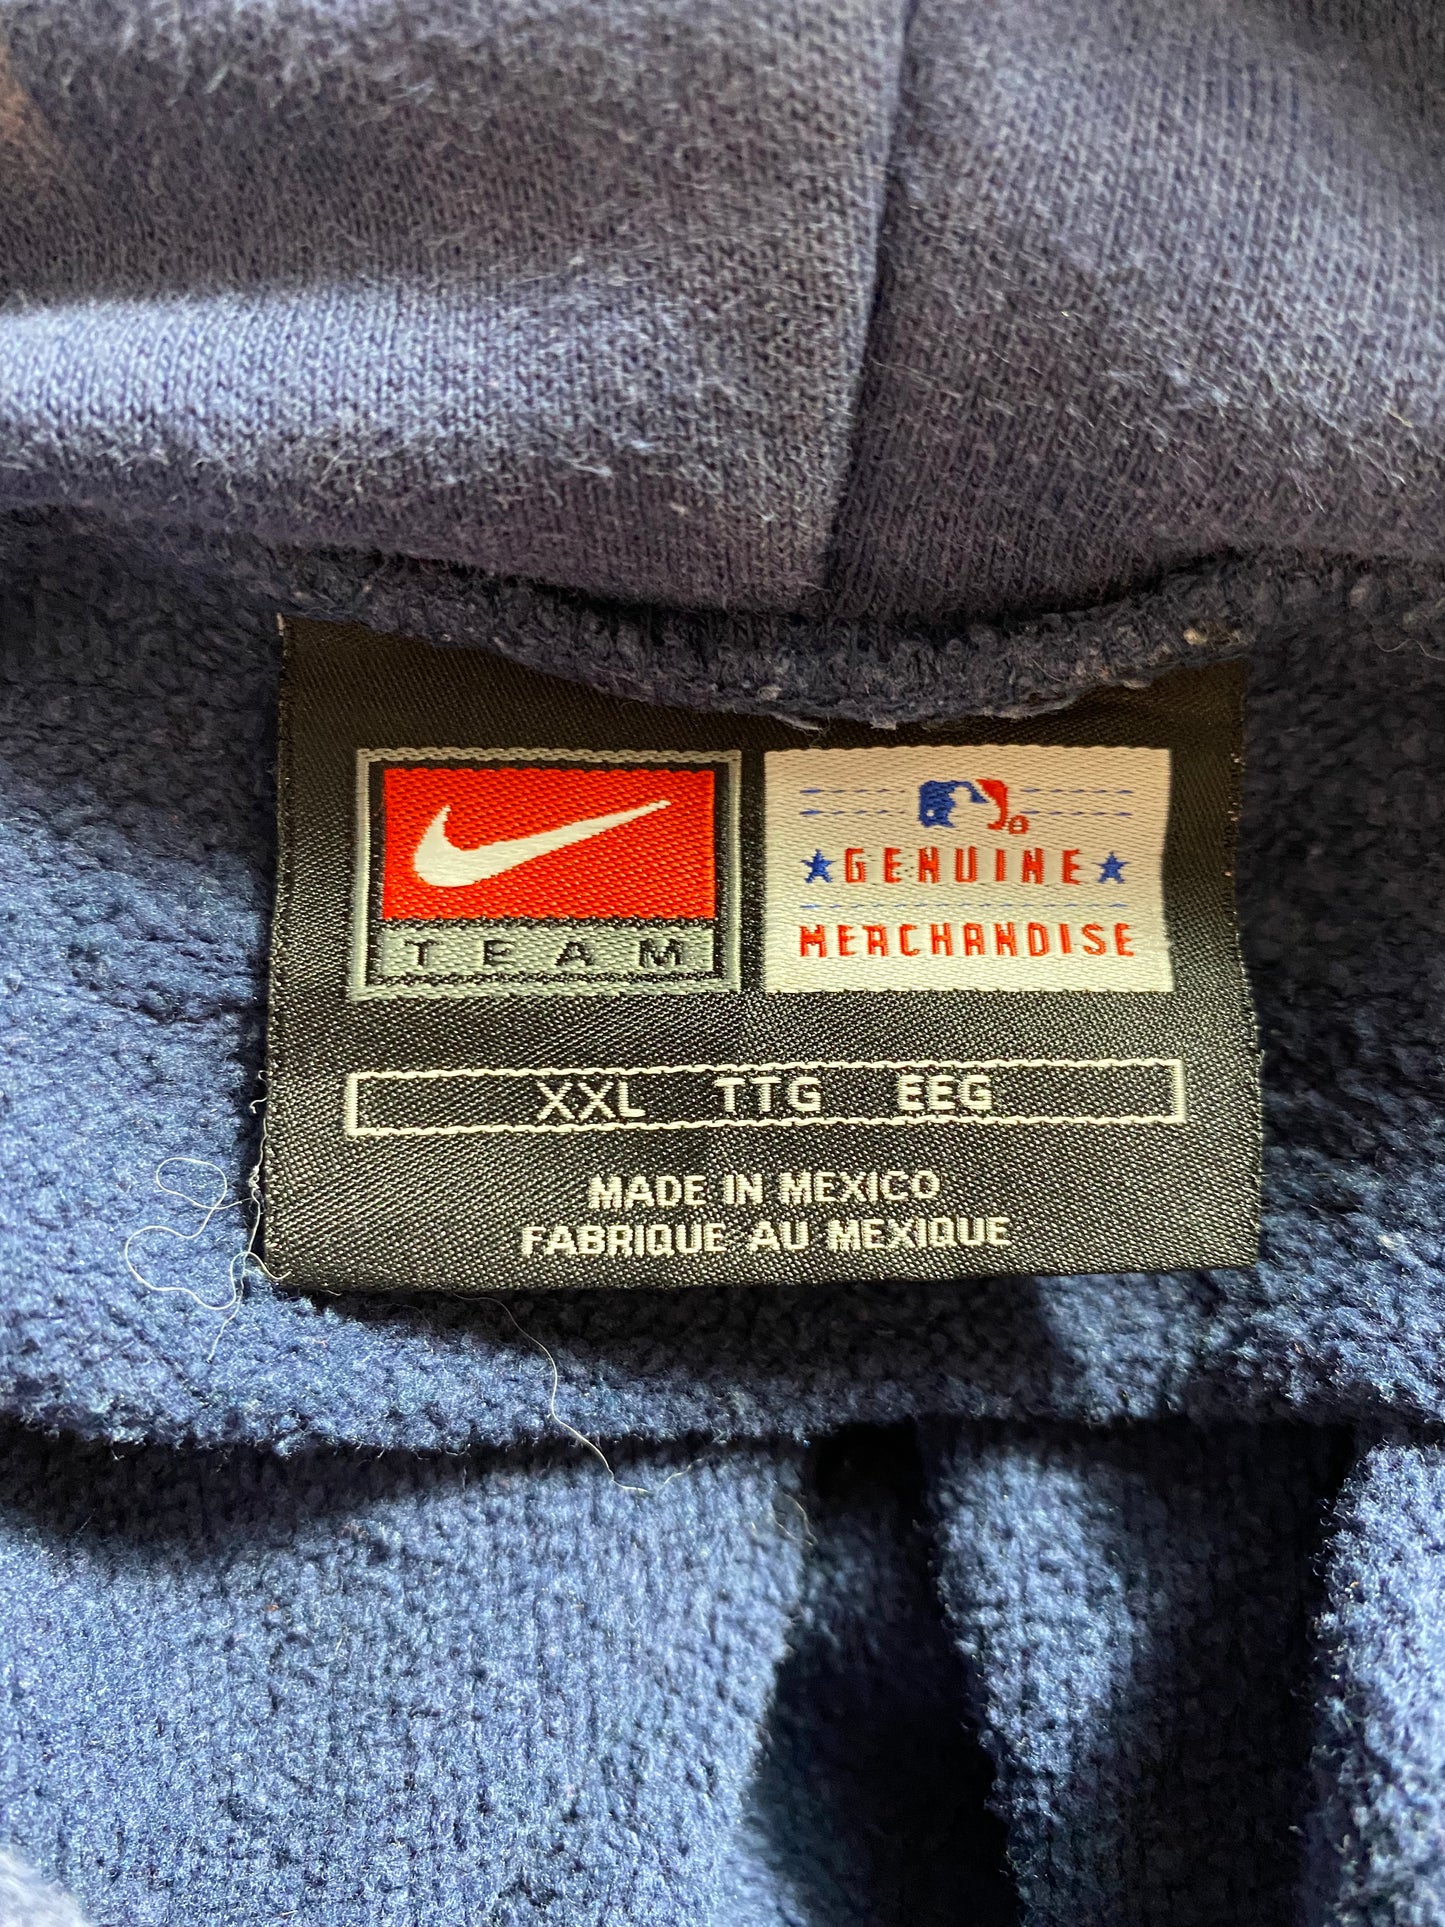 TEAM
GENUINE
MERCHANDISE
XXL TTG EEG
MADE IN MEXICO
FABRIQUE AU MEXIQUE